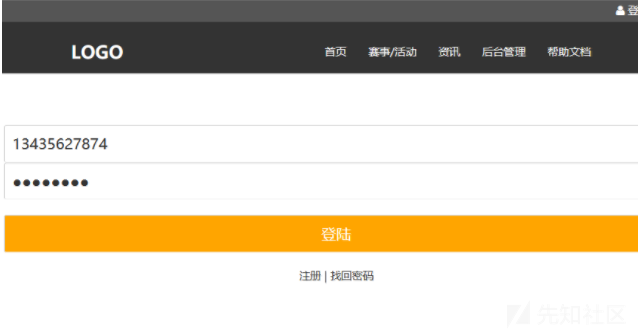 登
LOGO
首页 赛事/活动 资讯 后台管理 帮助文档
13435627874
●●●●●●●●
登陆
注册 | 找回密码
先知社区